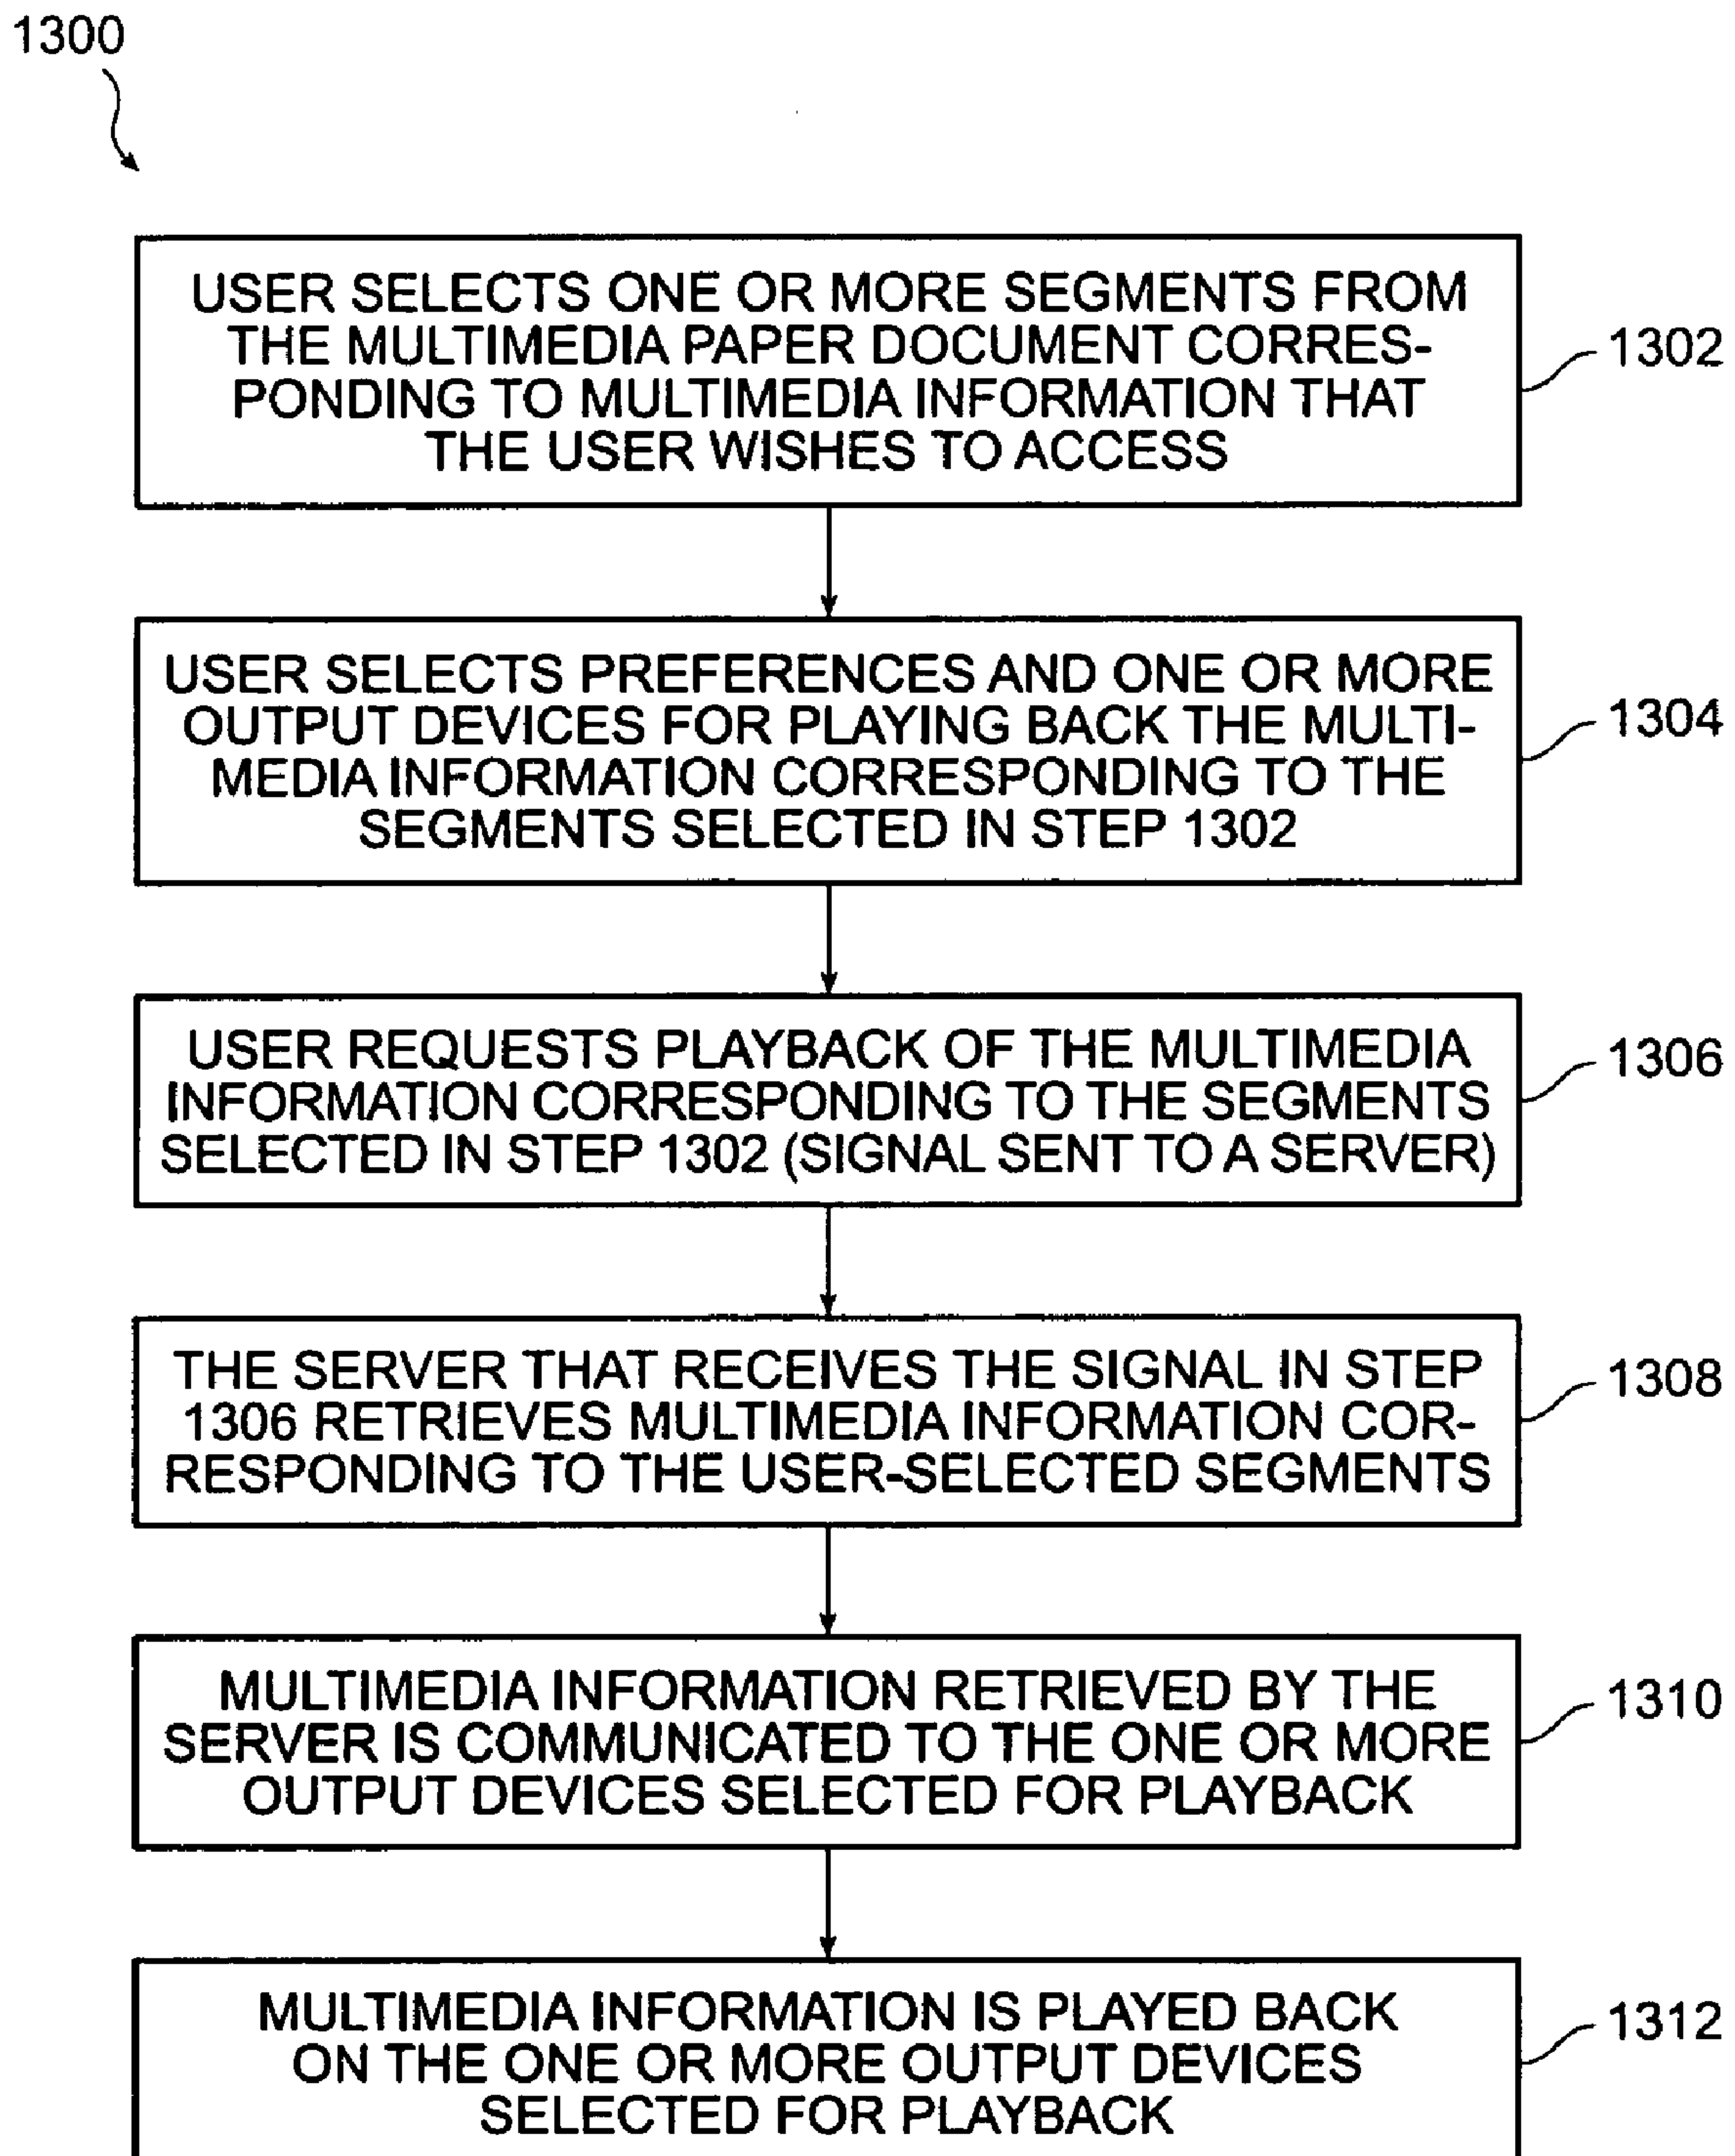 1300
USER SELECTS ONE OR MORE SEGMENTS FROM
THE MULTIMEDIA PAPER DOCUMENT CORRES-
PONDING TO MULTIMEDIA INFORMATION THAT
THE USER WISHES TO ACCESS
1302
USER SELECTS PREFERENCES AND ONE OR MORE
OUTPUT DEVICES FOR PLAYING BACK THE MULTI-
MEDIA INFORMATION CORRESPONDING TO THE
SEGMENTS SELECTED IN STEP 1302
1304
USER REQUESTS PLAYBACK OF THE MULTIMEDIA
INFORMATION CORRESPONDING TO THE SEGMENTS
SELECTED IN STEP 1302 (SIGNAL SENT TO A SERVER)
1306
THE SERVER THAT RECEIVES THE SIGNAL IN STEP
1306 RETRIEVES MULTIMEDIA INFORMATION COR-
RESPONDING TO THE USER-SELECTED SEGMENTS
1308
MULTIMEDIA INFORMATION RETRIEVED BY THE
SERVER IS COMMUNICATED TO THE ONE OR MORE
OUTPUT DEVICES SELECTED FOR PLAYBACK
1310
MULTIMEDIA INFORMATION IS PLAYED BACK
ON THE ONE OR MORE OUTPUT DEVICES
SELECTED FOR PLAYBACK
1312